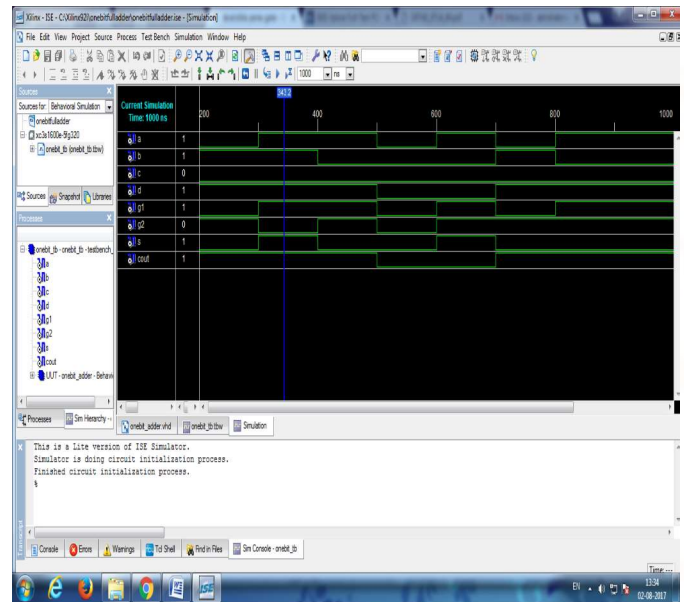 Xilinx - ISE - C:\Xilinx92i\onebitfulladder\onebitfulladder.ise - [Simulation]
File Edit View Project Source Process Test Bench Simulation Window Help
1000 ns
Sources
Sources for: Behavioral Simulation
onebitfulladder
xc3s1600e-5fg320
onebit_tb (onebit_tb.tbw)
Sources Snapshot Libraries
Processes
onebit_tb - onebit_tb - testbench_
a
b
c
d
g1
g2
s
cout
UUT - onebit_adder - Behavi
Processes Sim Hierarchy
343.2
Current Simulation
Time: 1000 ns
200 400 600 800 1000
a 1
b 1
c 0
d 1
g1 1
g2 0
s 1
cout 1
onebit_adder.vhd onebit_tb.tbw Simulation
This is a Lite version of ISE Simulator.
Simulator is doing circuit initialization process.
Finished circuit initialization process.
%
Transcript
Console Errors Warnings Tcl Shell Find in Files Sim Console - onebit_tb
Time: ---
ISE
EN
13:34
02-08-2017